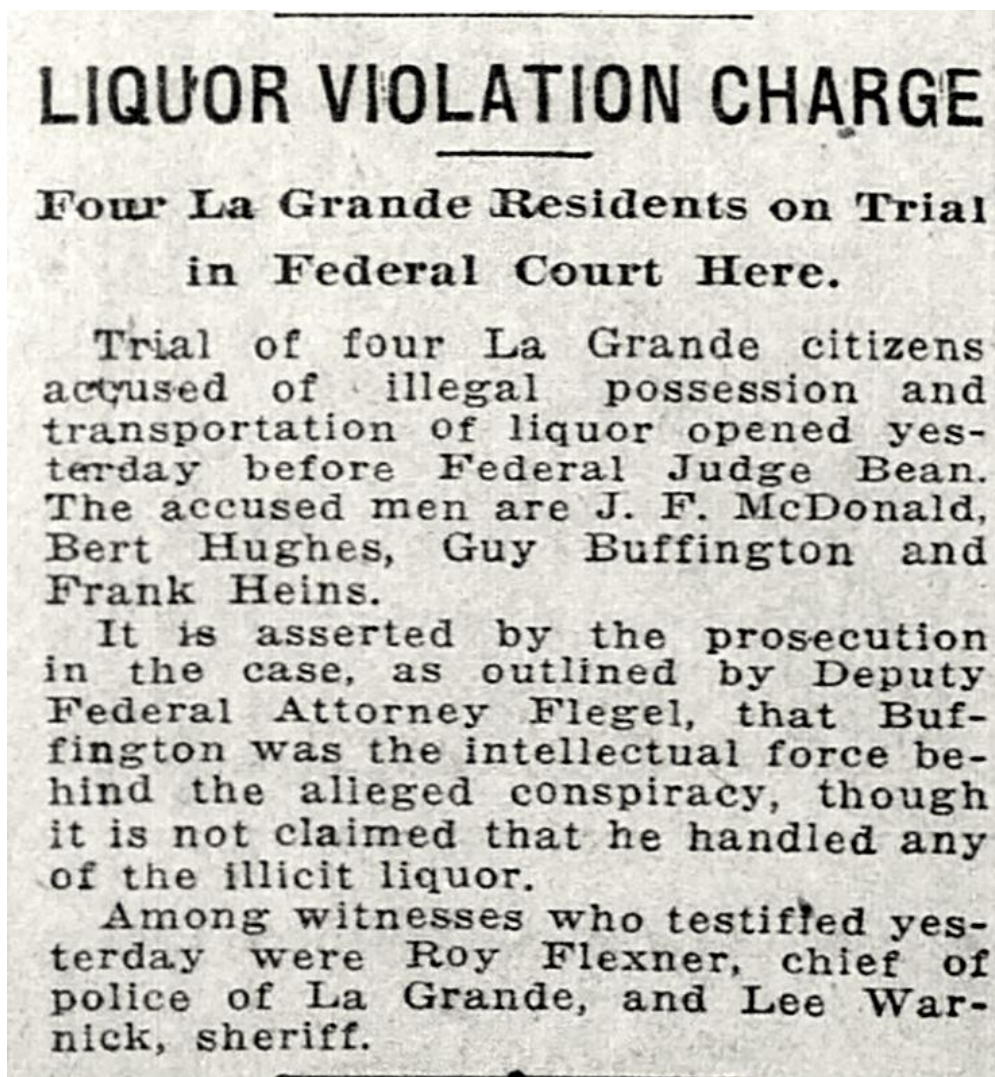 LIQUOR VIOLATION CHARGE
Four La Grande Residents on Trial
in Federal Court Here.
Trial of four La Grande citizens
accused of illegal possession and
transportation of liquor opened yes-
terday before Federal Judge Bean.
The accused men are J. F. McDonald,
Bert Hughes, Guy Buffington and
Frank Heins.
It is asserted by the prosecution
in the case, as outlined by Deputy
Federal Attorney Flegel, that Buf-
fington was the intellectual force be-
hind the alleged conspiracy, though
it is not claimed that he handled any
of the illicit liquor.
Among witnesses who testified yes-
terday were Roy Flexner, chief of
police of La Grande, and Lee War-
nick, sheriff.